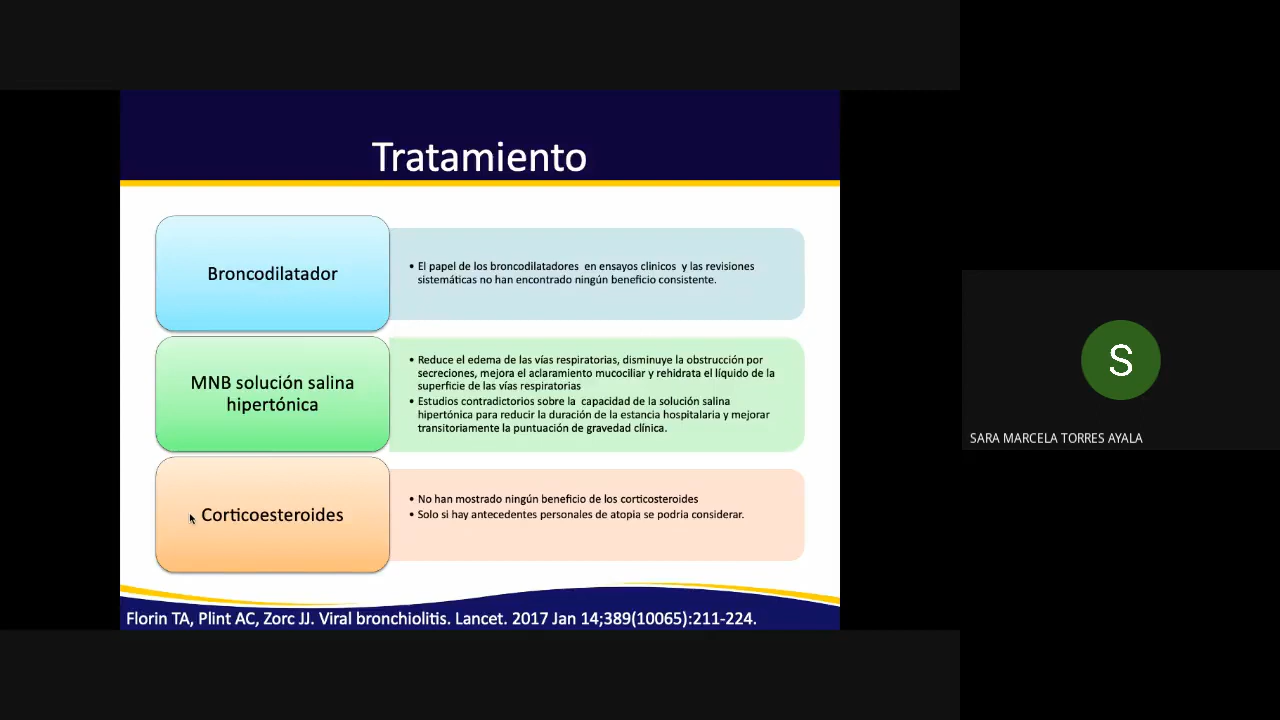 Tratamiento
Broncodilatador
• El papel de los broncodilatadores en ensayos clinicos y las revisiones
sistemáticas no han encontrado ningún beneficio consistente.
MNB solución salina
hipertónica
• Reduce el edema de las vías respiratorias, disminuye la obstrucción por
secreciones, mejora el aclaramiento mucociliar y rehidrata el líquido de la
superficie de las vías respiratorias
• Estudios contradictorios sobre la capacidad de la solución salina
hipertónica para reducir la duración de la estancia hospitalaria y mejorar
transitoriamente la puntuación de gravedad clínica.
Corticoesteroides
• No han mostrado ningún beneficio de los corticosteroides
• Solo si hay antecedentes personales de atopia se podria considerar.
Florin TA, Plint AC, Zorc JJ. Viral bronchiolitis. Lancet. 2017 Jan 14;389(10065):211-224.
S
SARA MARCELA TORRES AYALA